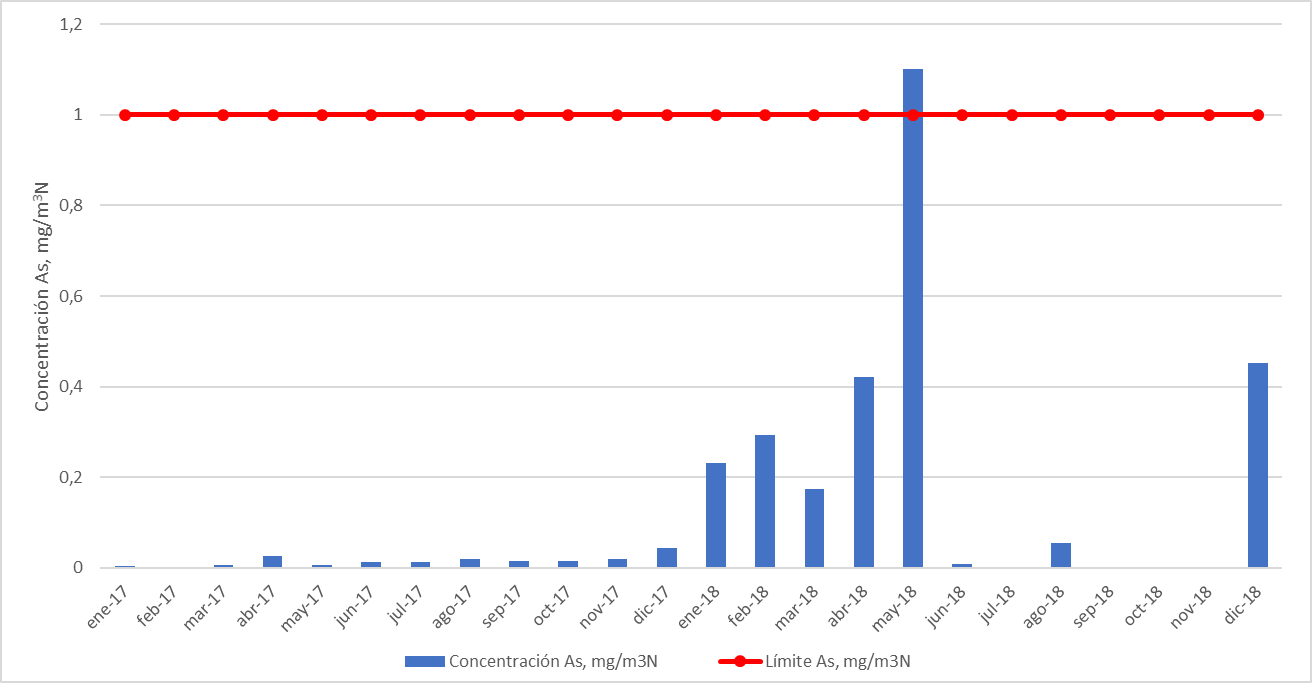 1,2
1
0,8
0,6
0,4
0,2
0
Concentración As, mg/m³N
ene-17
feb-17
mar-17
abr-17
may-17
jun-17
jul-17
ago-17
sep-17
oct-17
nov-17
dic-17
ene-18
feb-18
mar-18
abr-18
may-18
jun-18
jul-18
ago-18
sep-18
oct-18
nov-18
dic-18
Concentración As, mg/m3N
Límite As, mg/m3N